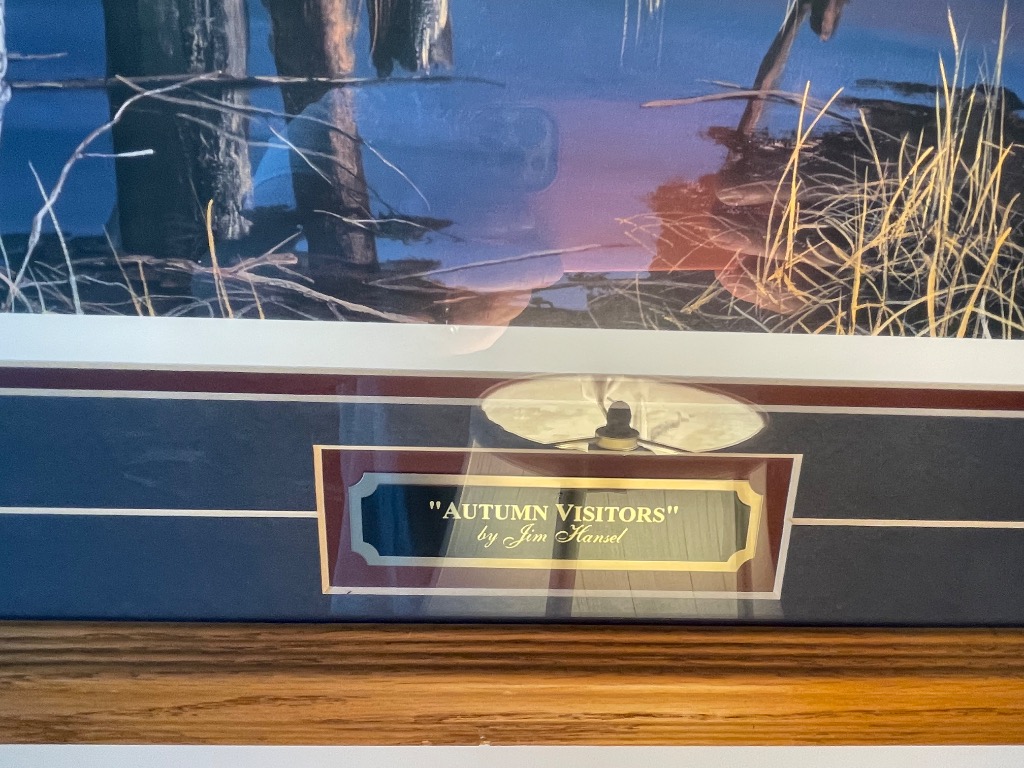 "AUTUMN VISITORS"
by Jim Hansel